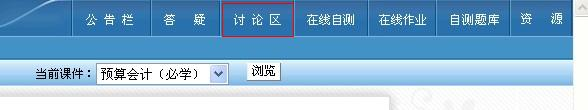 公告栏 答 疑 讨论区 在线自测 在线作业 自测题库 资 源
当前课件： 预算会计（必学） 浏览